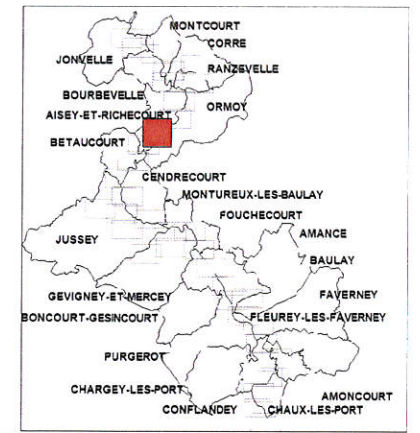 MONTCOURT
CORRE
JONVELLE
RANZEVELLE
BOURBEVELLE
ORMOY
AISEY-ET-RICHECOURT
BETAUCOURT
CENDRECOURT
MONTUREUX-LES-BAULAY
FOUCHECOURT
AMANCE
JUSSEY
BAULAY
GEVIGNEY-ET-MERCEY
FAVERNEY
BONCOURT-GESINCOURT
FLEUREY-LES-FAVERNEY
PURGEROT
CHARGEY-LES-PORT
AMONCOURT
CONFLANDEY
CHAUX-LES-PORT